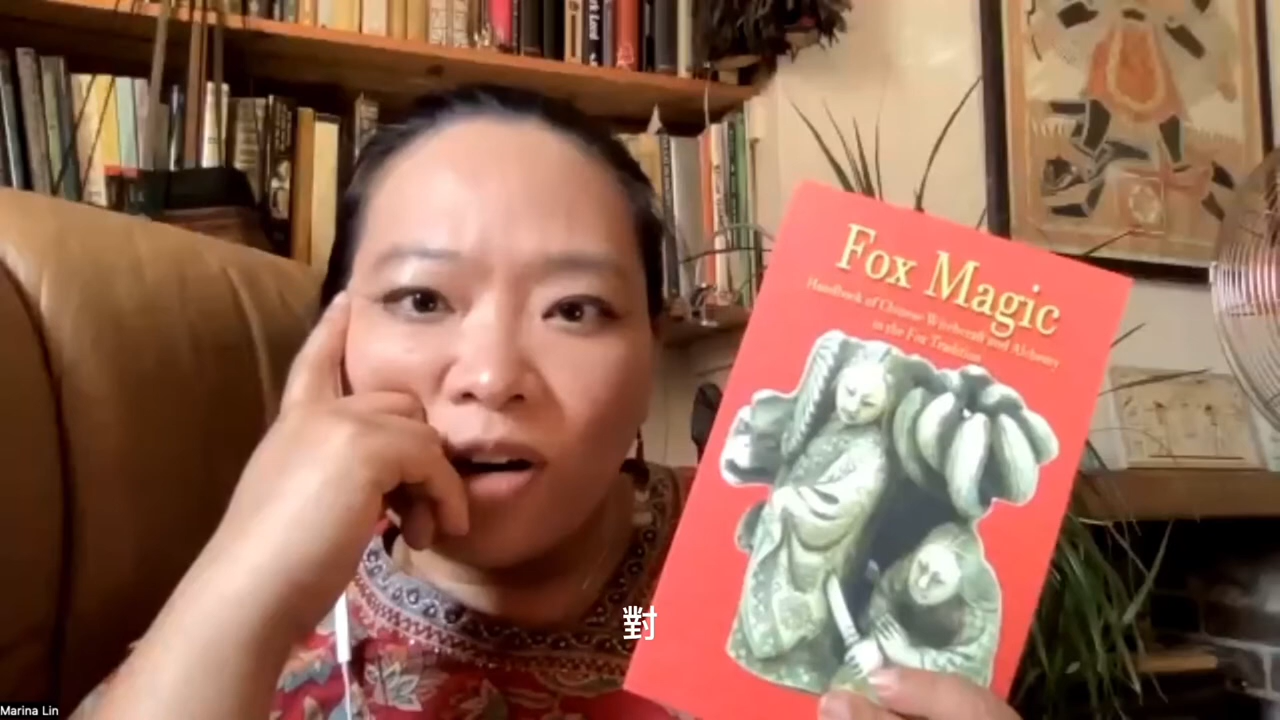 Fox Magic
Handbook of Chinese Witchcraft and Alchemy
in the Fox Tradition
對
Marina Lin